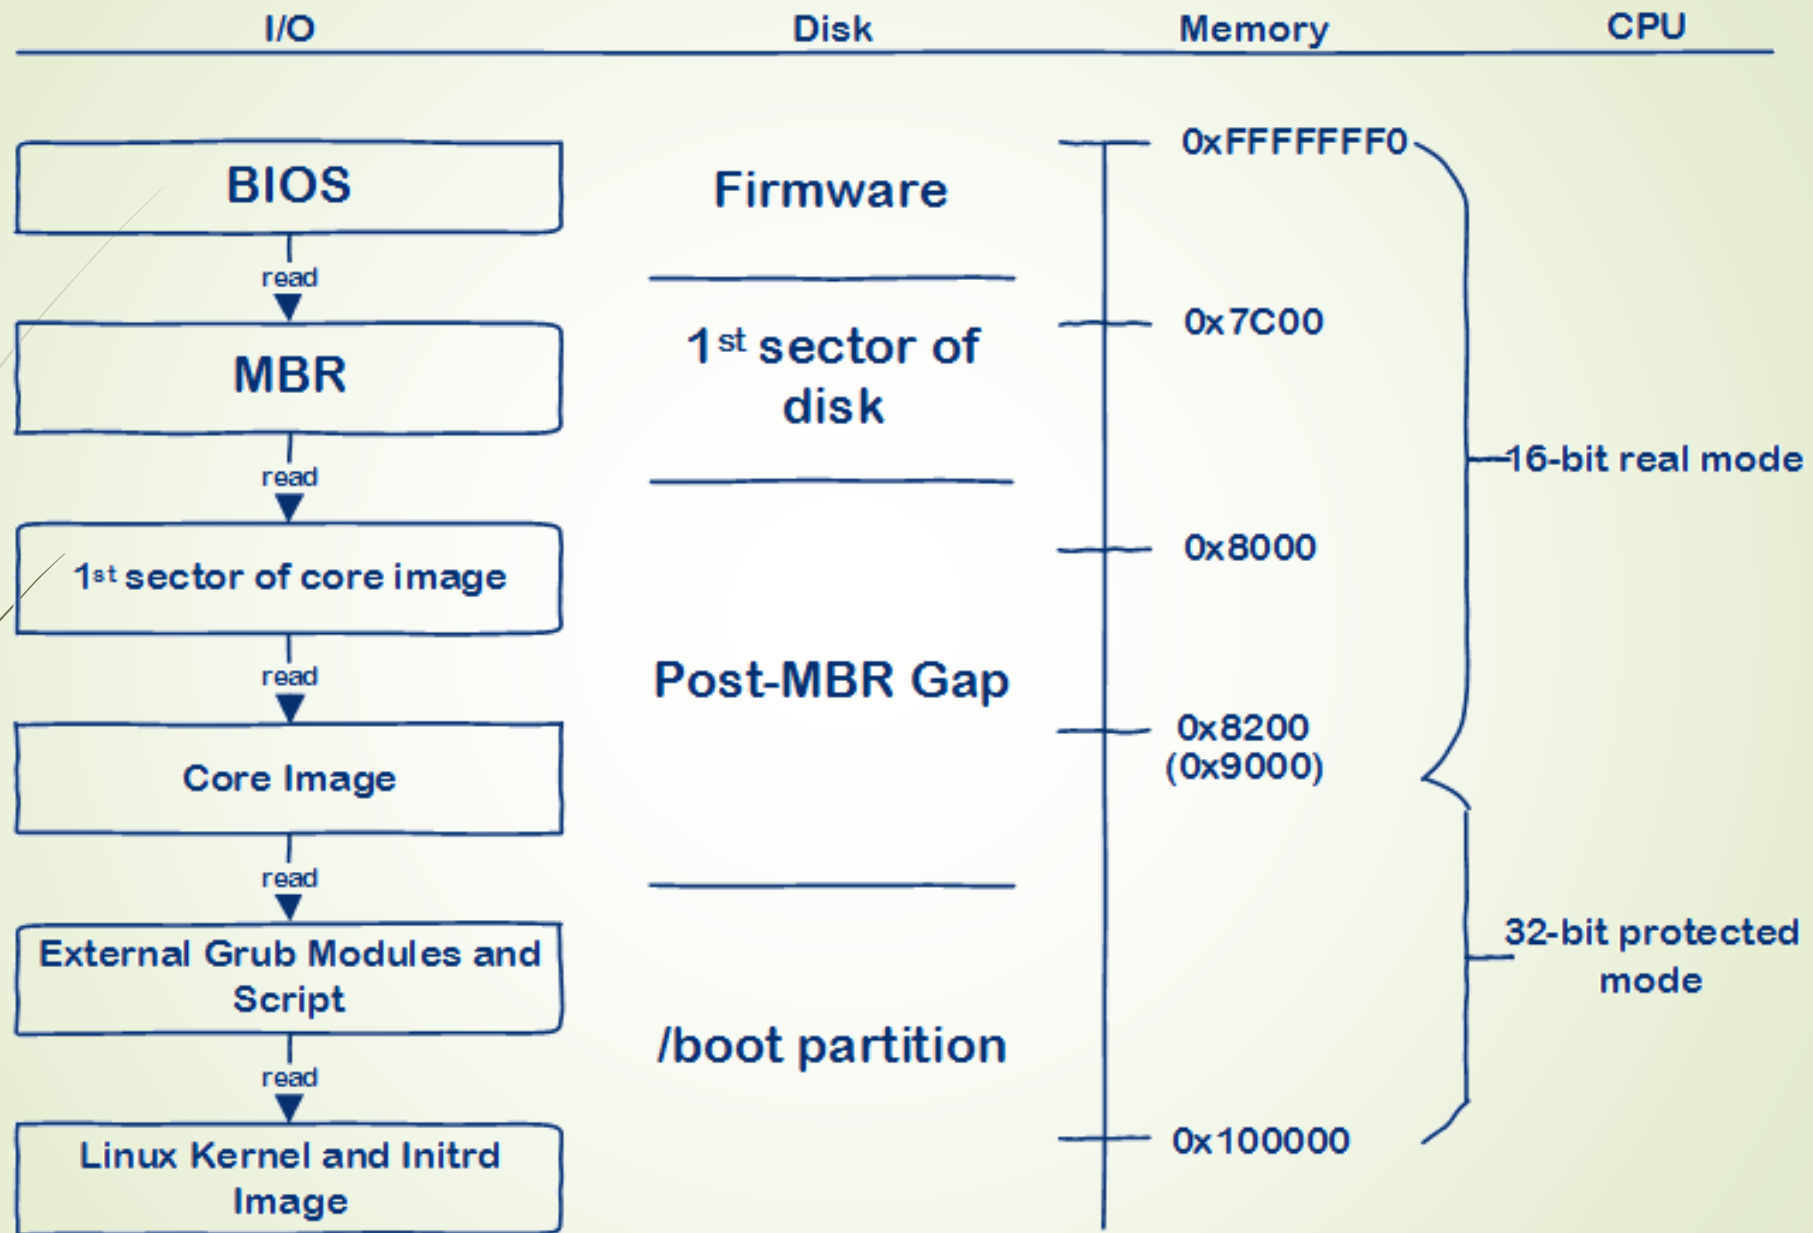 I/O
Disk
Memory
CPU
BIOS
read
MBR
read
1st sector of core image
read
Core Image
read
External Grub Modules and
Script
read
Linux Kernel and Initrd
Image
Firmware
1st sector of
disk
Post-MBR Gap
/boot partition
0xFFFFFFF0
0x7C00
0x8000
0x8200
(0x9000)
0x100000
16-bit real mode
32-bit protected
mode